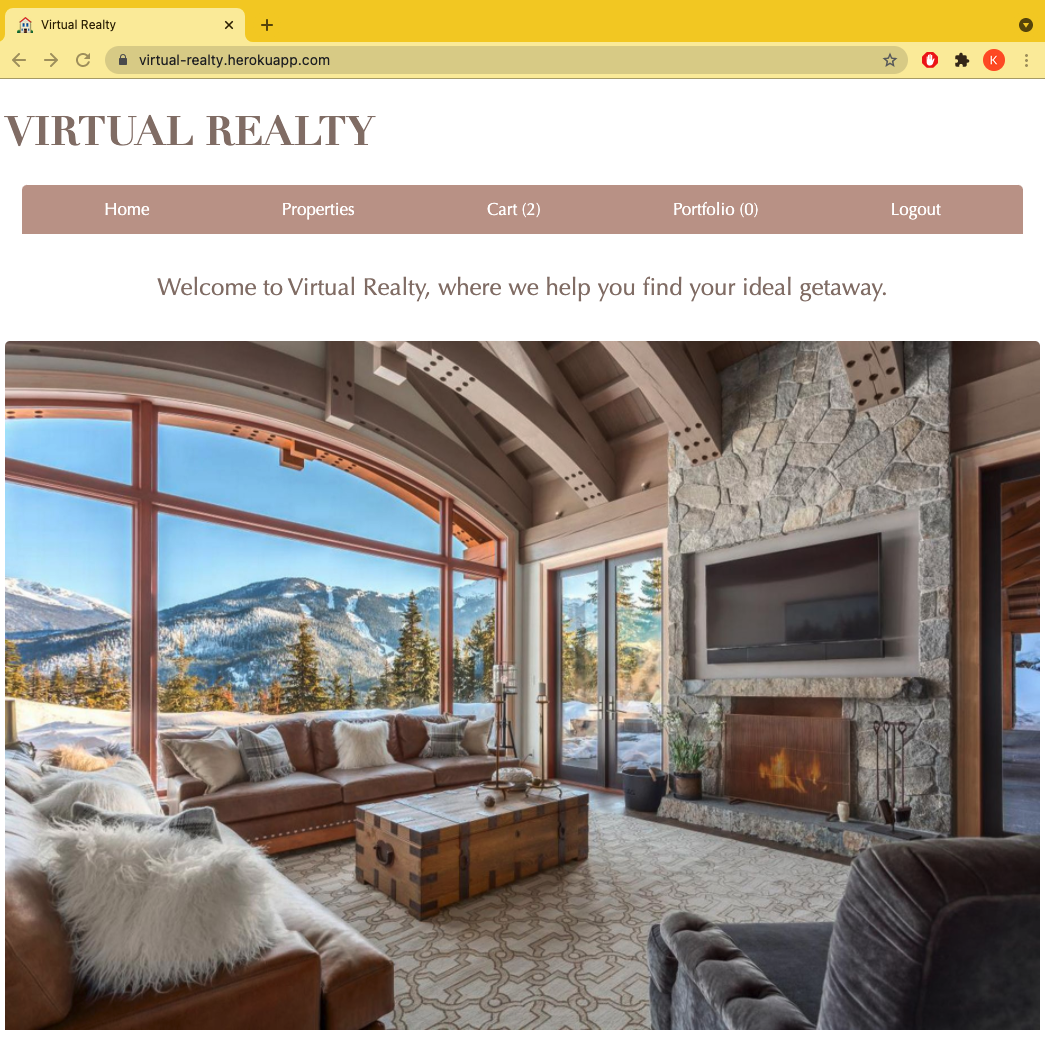 Virtual Realty
virtual-realty.herokuapp.com
K
VIRTUAL REALTY
Home Properties Cart (2) Portfolio (0) Logout
Welcome to Virtual Realty, where we help you find your ideal getaway.